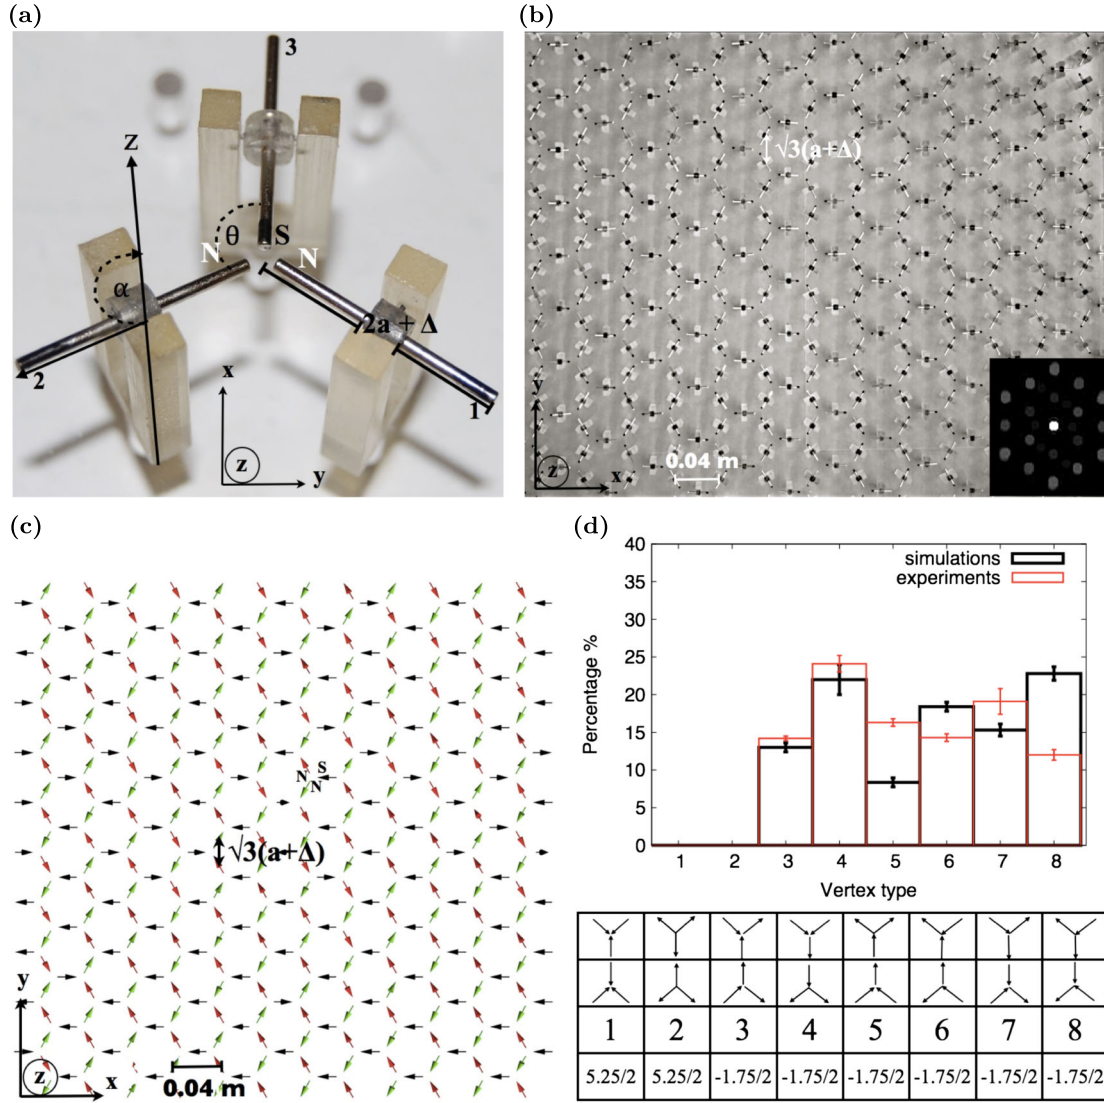 (a)
3
Z
N
θ
S
N
α
2a + Δ
2
x
1
z
y
(b)
√3(a+Δ)
y
0.04 m
z
x
(c)
N
S
N
√3(a+Δ)
y
z
x
0.04 m
(d)
40
35
30
25
20
15
10
5
0
Percentage %
simulations
experiments
1 2 3 4 5 6 7 8
Vertex type
1 2 3 4 5 6 7 8
5.25/2 5.25/2 -1.75/2 -1.75/2 -1.75/2 -1.75/2 -1.75/2 -1.75/2